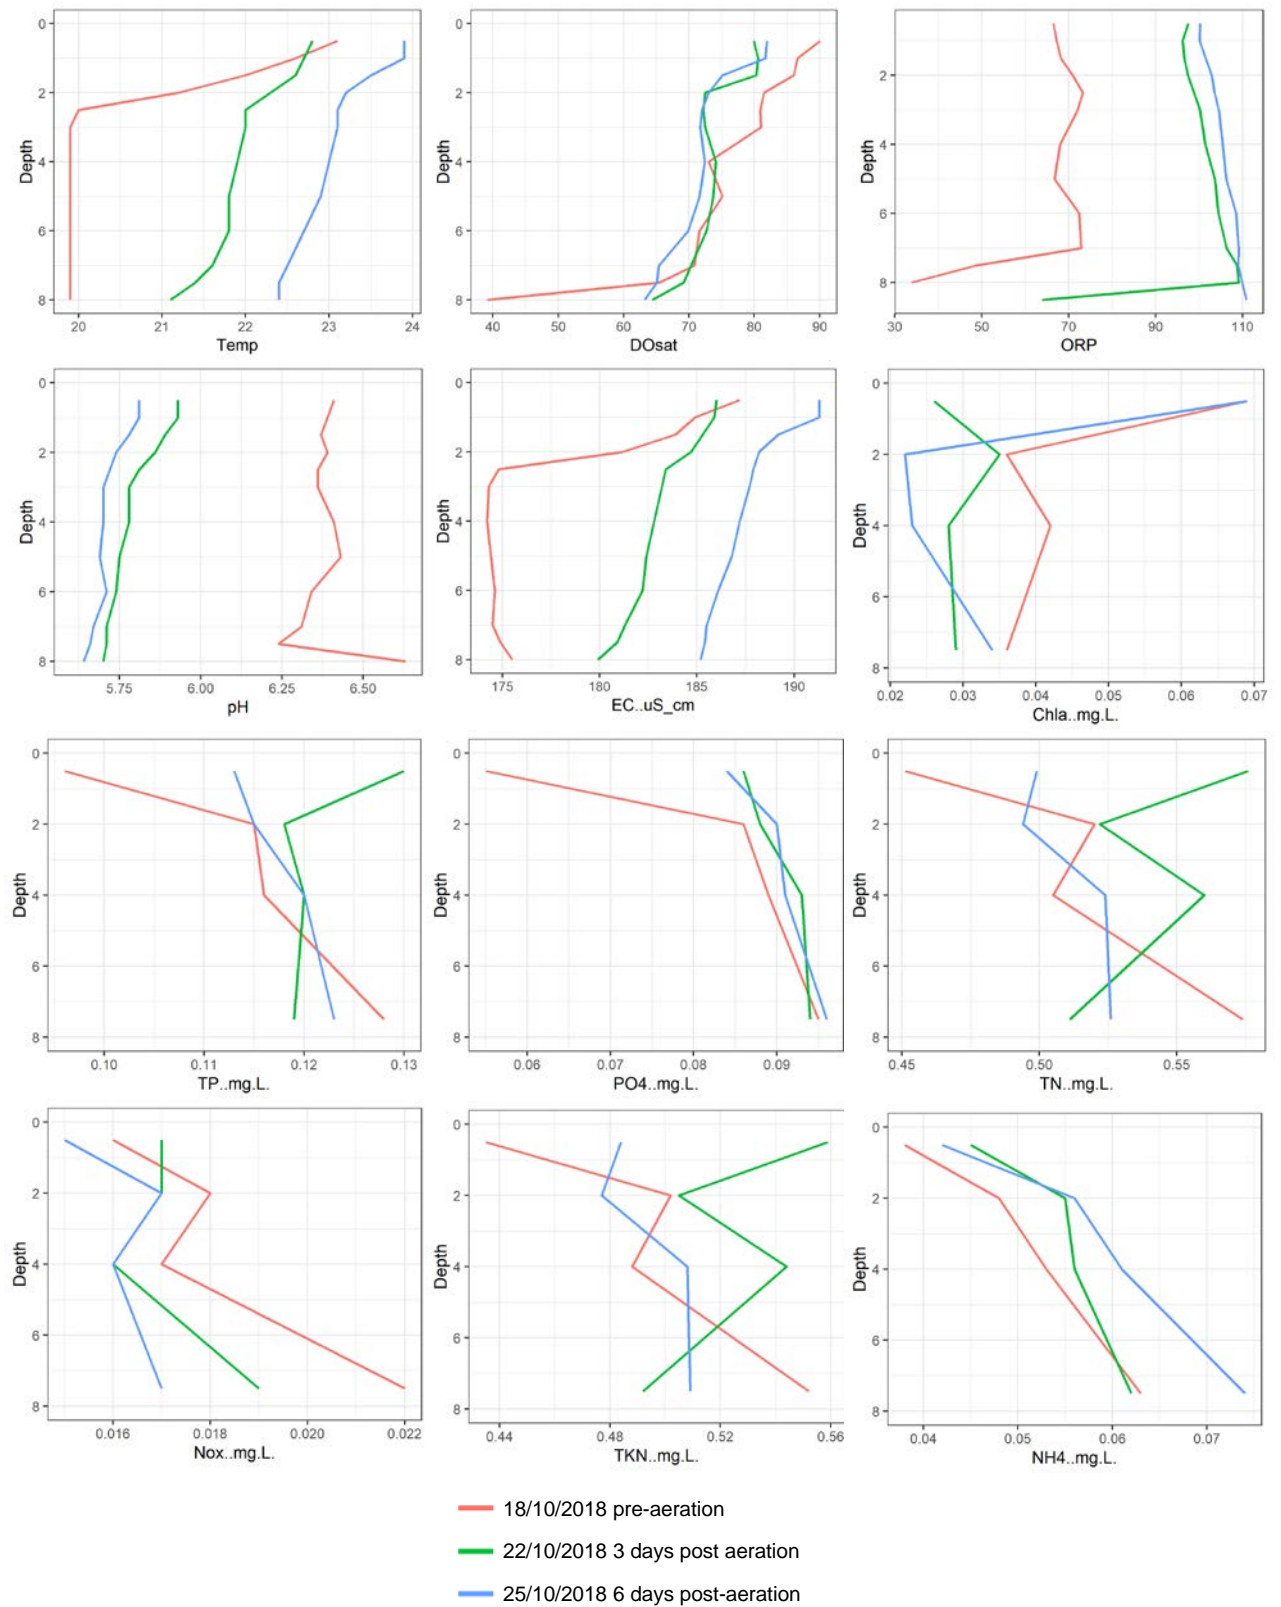 0
2
4
6
8
Depth
20 21 22 23 24
Temp
0
2
4
6
8
Depth
40 50 60 70 80 90
DOsat
2
4
6
8
Depth
30 50 70 90 110
ORP
0
2
4
6
8
Depth
5.75 6.00 6.25 6.50
pH
0
2
4
6
8
Depth
175 180 185 190
EC..uS_cm
0
2
4
6
8
Depth
0.02 0.03 0.04 0.05 0.06 0.07
Chla..mg.L.
0
2
4
6
8
Depth
0.10 0.11 0.12 0.13
TP..mg.L.
0
2
4
6
8
Depth
0.06 0.07 0.08 0.09
PO4..mg.L.
0
2
4
6
8
Depth
0.45 0.50 0.55
TN..mg.L.
0
2
4
6
8
Depth
0.016 0.018 0.020 0.022
Nox..mg.L.
0
2
4
6
8
Depth
0.44 0.48 0.52 0.56
TKN..mg.L.
0
2
4
6
8
Depth
0.04 0.05 0.06 0.07
NH4..mg.L.
18/10/2018 pre-aeration
22/10/2018 3 days post aeration
25/10/2018 6 days post-aeration